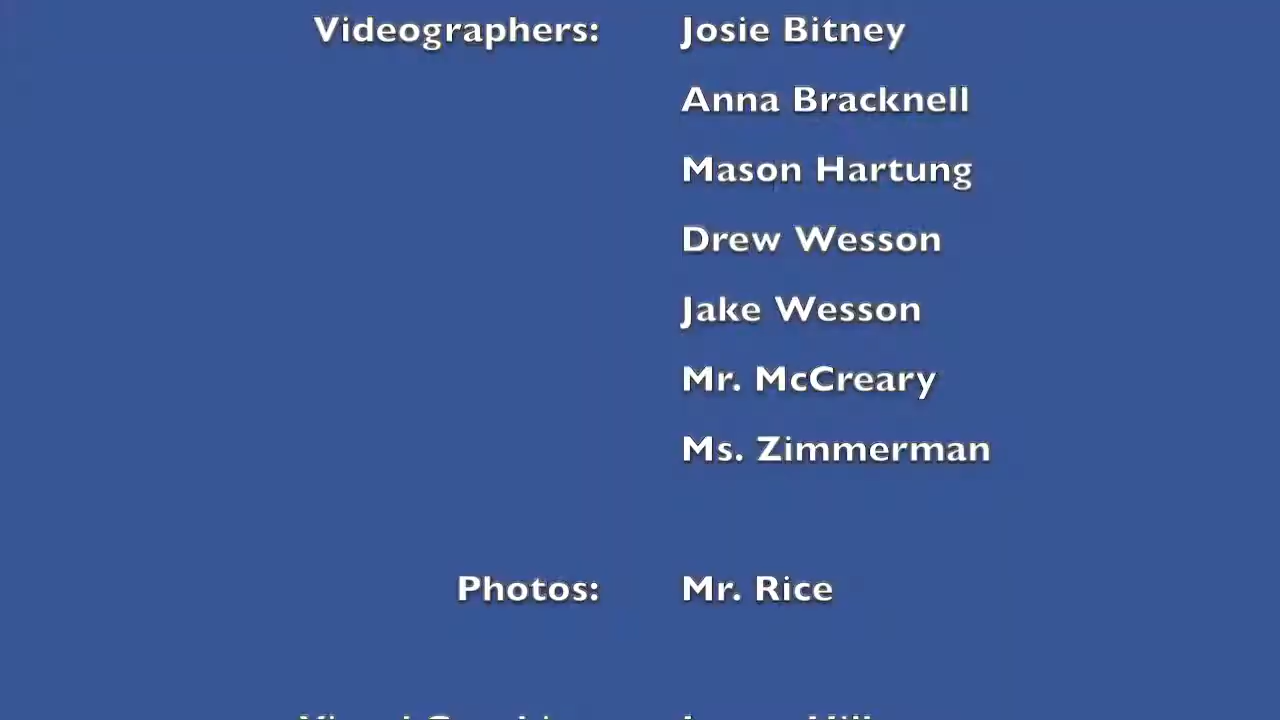 Videographers: Josie Bitney
Anna Bracknell
Mason Hartung
Drew Wesson
Jake Wesson
Mr. McCreary
Ms. Zimmerman
Photos: Mr. Rice